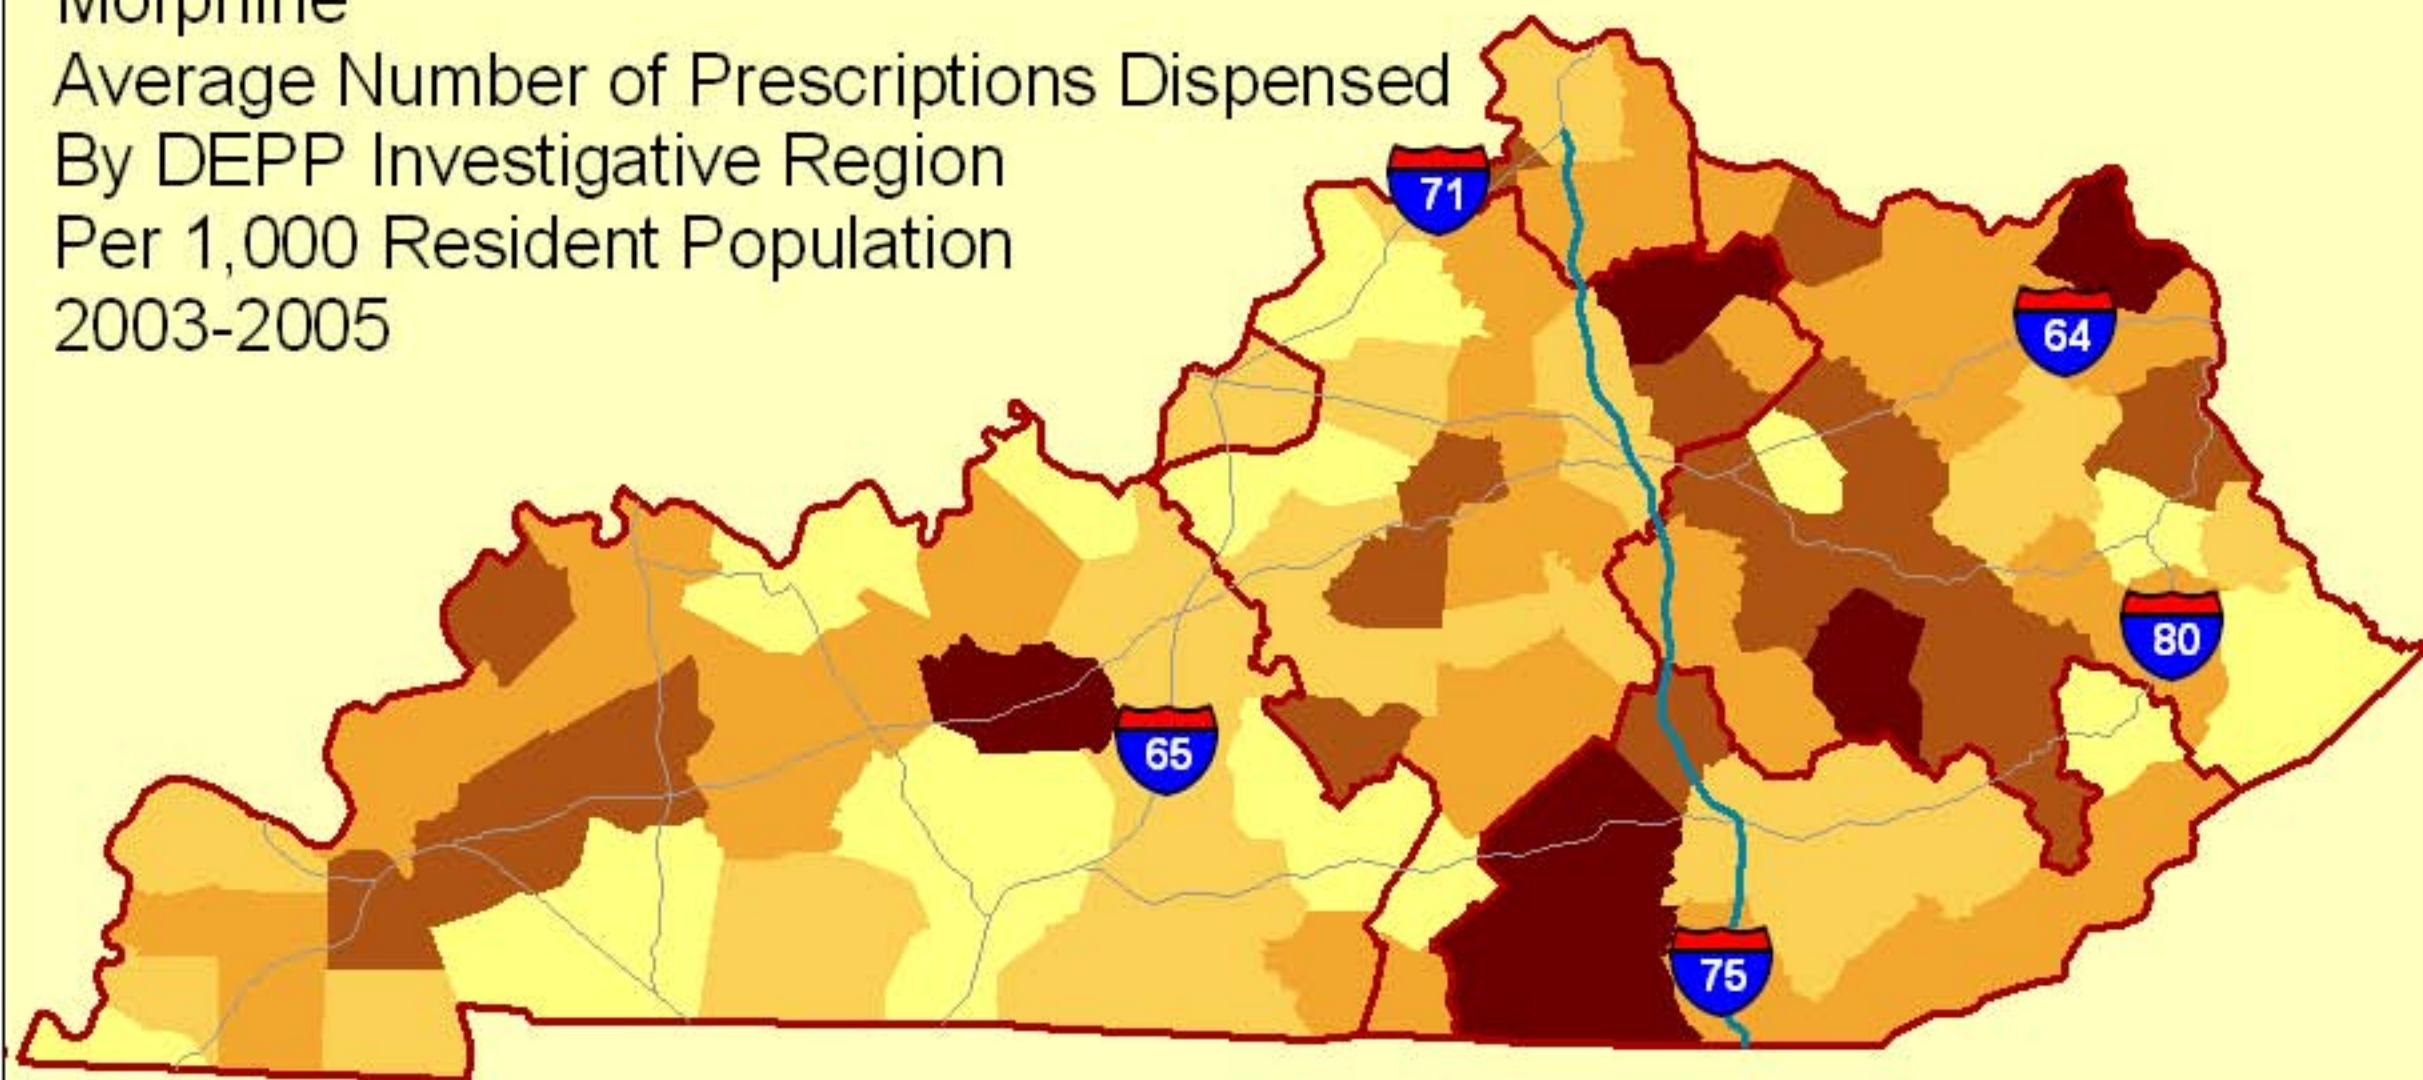 Morphine
Average Number of Prescriptions Dispensed
By DEPP Investigative Region
Per 1,000 Resident Population
2003-2005
71
64
80
65
75